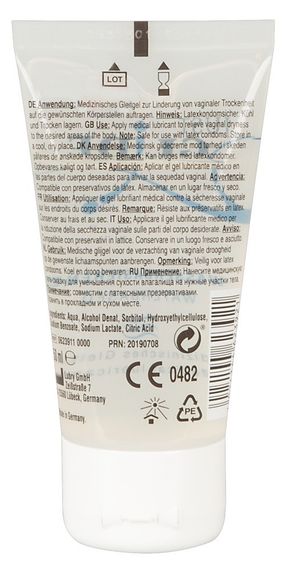 LOT
DE Anwendung: Medizinisches Gleitgel zur Linderung von vaginaler Trockenheit
auf die gewünschten Körperstellen auftragen. Hinweis: Latexkondomsicher. Kühl
und Trocken lagern. GB Use: Apply medical lubricant to relieve vaginal dryness
to the desired areas of the body. Note: Safe for use with latex condoms. Store in
a cool, dry place. DK Anvendelse: Medicinsk glidecreme mod tørhed i skeden
påføres de ønskede kropsdele. Bemærk: Kan bruges med latexkondomer.
Opbevares køligt og tørt. ES Aplicación: Aplicar el gel lubricante médico en
las partes del cuerpo deseadas para aliviar la sequedad vaginal. Advertencia:
Compatible con preservativos de látex. Almacenar en un lugar fresco y seco.
FR Utilisation: Appliquer le gel lubrifiant médical contre la sécheresse vaginale
sur les endroits du corps désirés. Remarque: Résiste aux préservatifs en latex.
Conserver au frais et au sec. IT Uso: Applicare il gel lubrificante medico per
la riduzione della secchezza vaginale sulle parti del corpo desiderate. Avviso:
Compatibile con preservativi in lattice. Conservare in un luogo fresco e asciutto.
NL Gebruik: Medische glijgel voor de verzachting van vaginale droogheid
op de gewenste lichaamsplaatsen aanbrengen. Opmerking: Veilig voor latex
condooms. Koel en droog bewaren. RU Применение: Нанесите медицинскую
смазку для уменьшения сухости влагалища на нужные участки тела.
совместим с латексными презервативами.
Хранить в прохладном и сухом месте.
Ingredients: Aqua, Alcohol Denat, Sorbitol, Hydroxyethylcellulose,
Sodium Benzoate, Sodium Lactate, Citric Acid
06239110000 PRN: 20190708
50 ml
Lubry GmbH
Zeißstraße 7
Lübeck, Germany
Made in Germany
CE 0482
PE